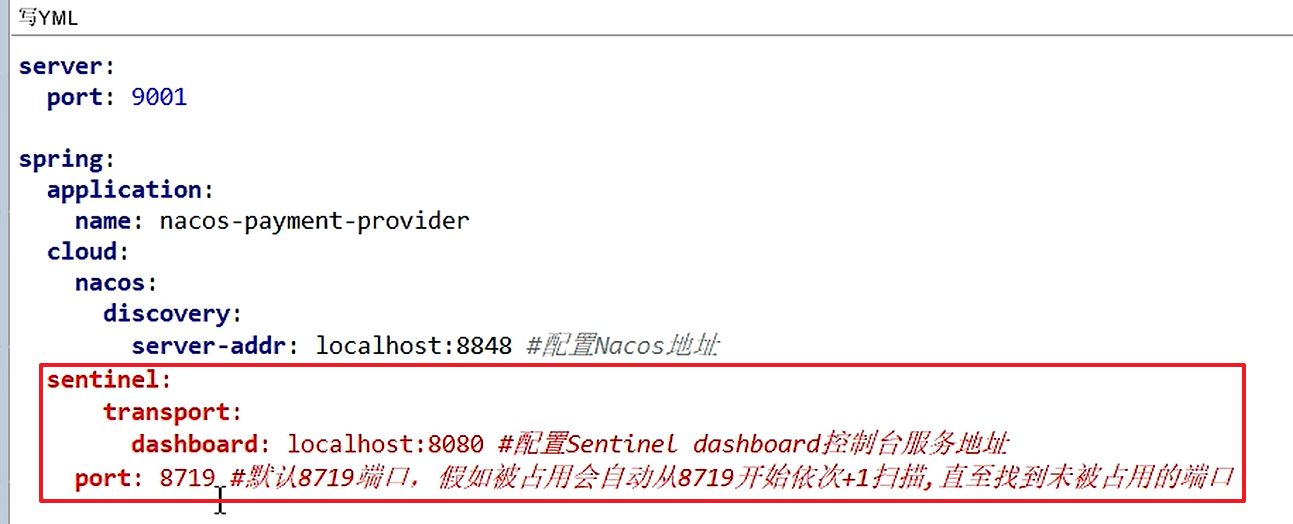 写YML
server:
  port: 9001
spring:
  application:
    name: nacos-payment-provider
  cloud:
    nacos:
      discovery:
        server-addr: localhost:8848 #配置Nacos地址
  sentinel:
      transport:
        dashboard: localhost:8080 #配置Sentinel dashboard控制台服务地址
    port: 8719 #默认8719端口，假如被占用会自动从8719开始依次+1扫描,直至找到未被占用的端口